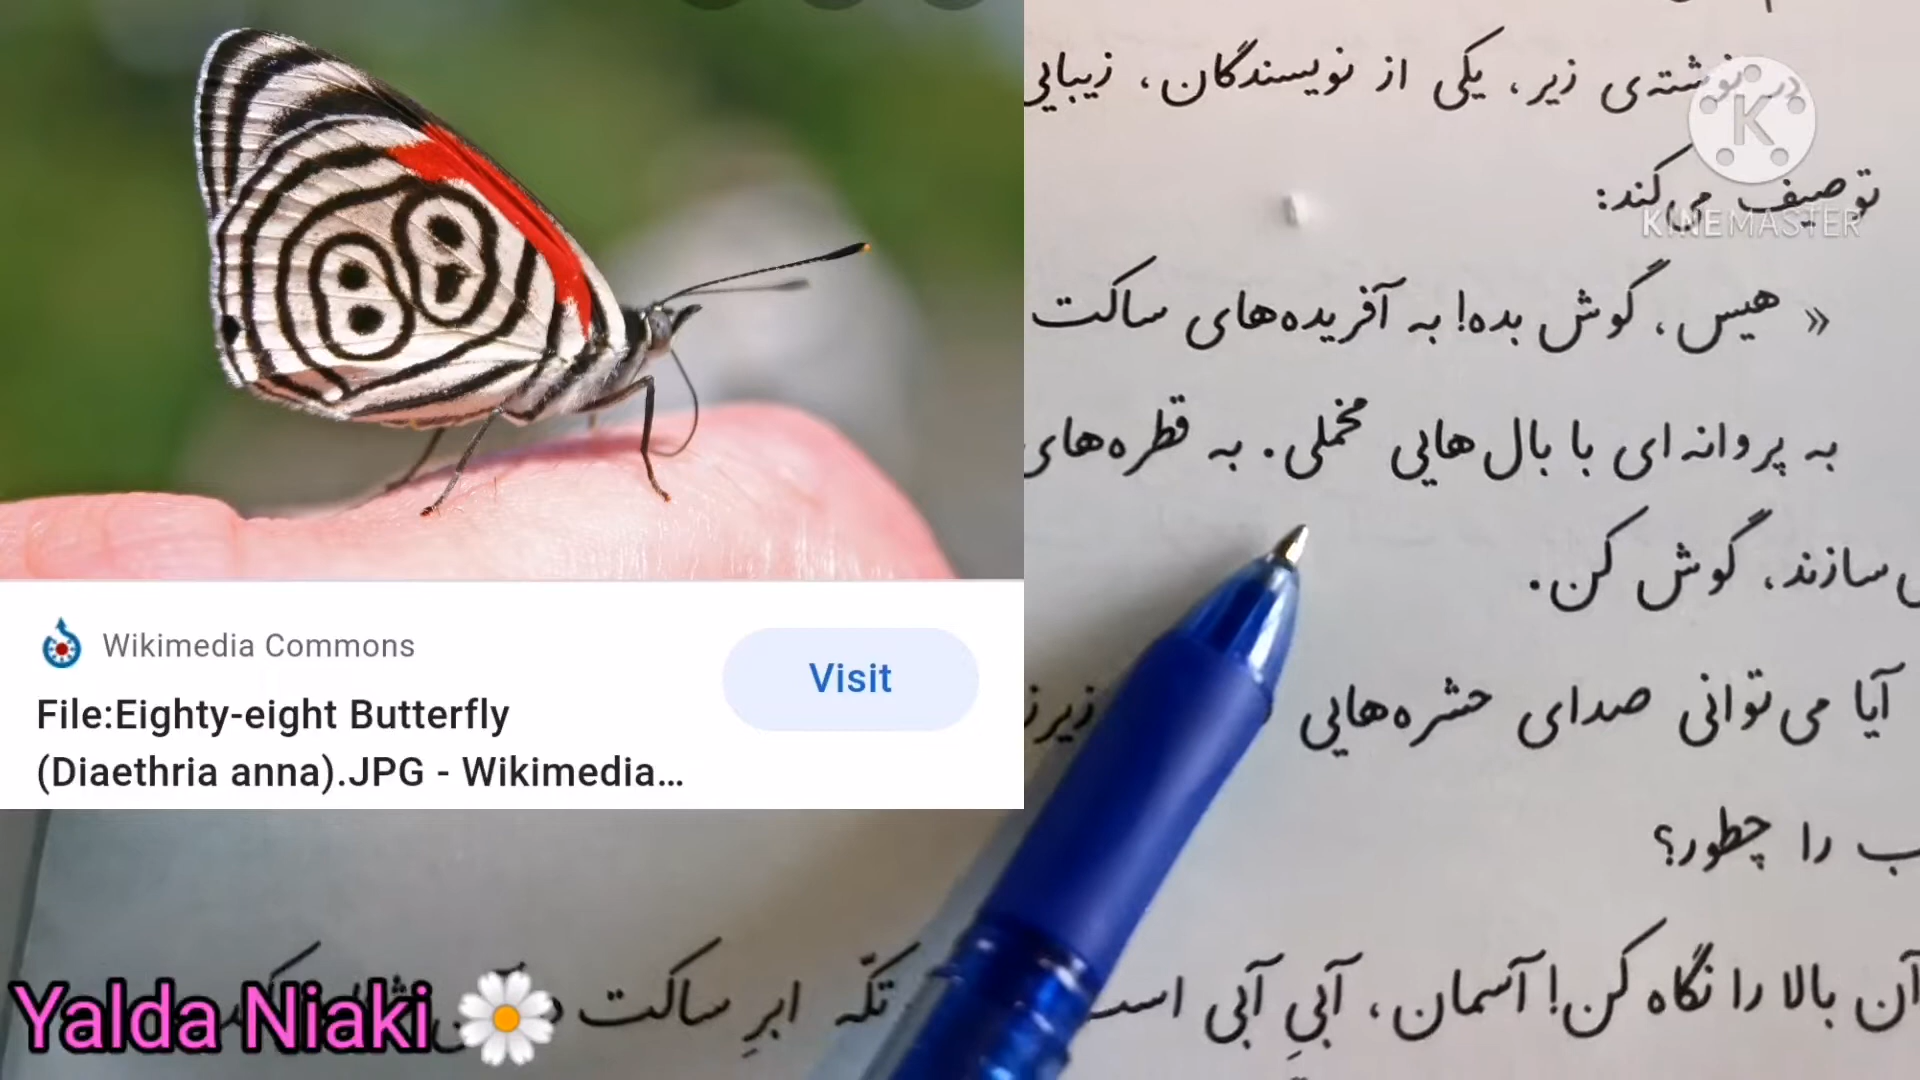 Wikimedia Commons
Visit
File:Eighty-eight Butterfly
(Diaethria anna).JPG - Wikimedia...
Yalda Niaki
KINEMASTER
در نوشته‌ی زیر، یکی از نویسندگان، زیبایی
توصیف می‌کند:
« هیس، گوش بده! به آفریده‌های ساکت
به پروانه‌ای با بال‌هایی مخملی. به قطره‌های
سازند، گوش کن.
آیا می‌توانی صدای حشره‌هایی
را چطور؟
آن بالا را نگاه کن! آسمان، آبیِ آبی است
تکّه ابرِ ساکت